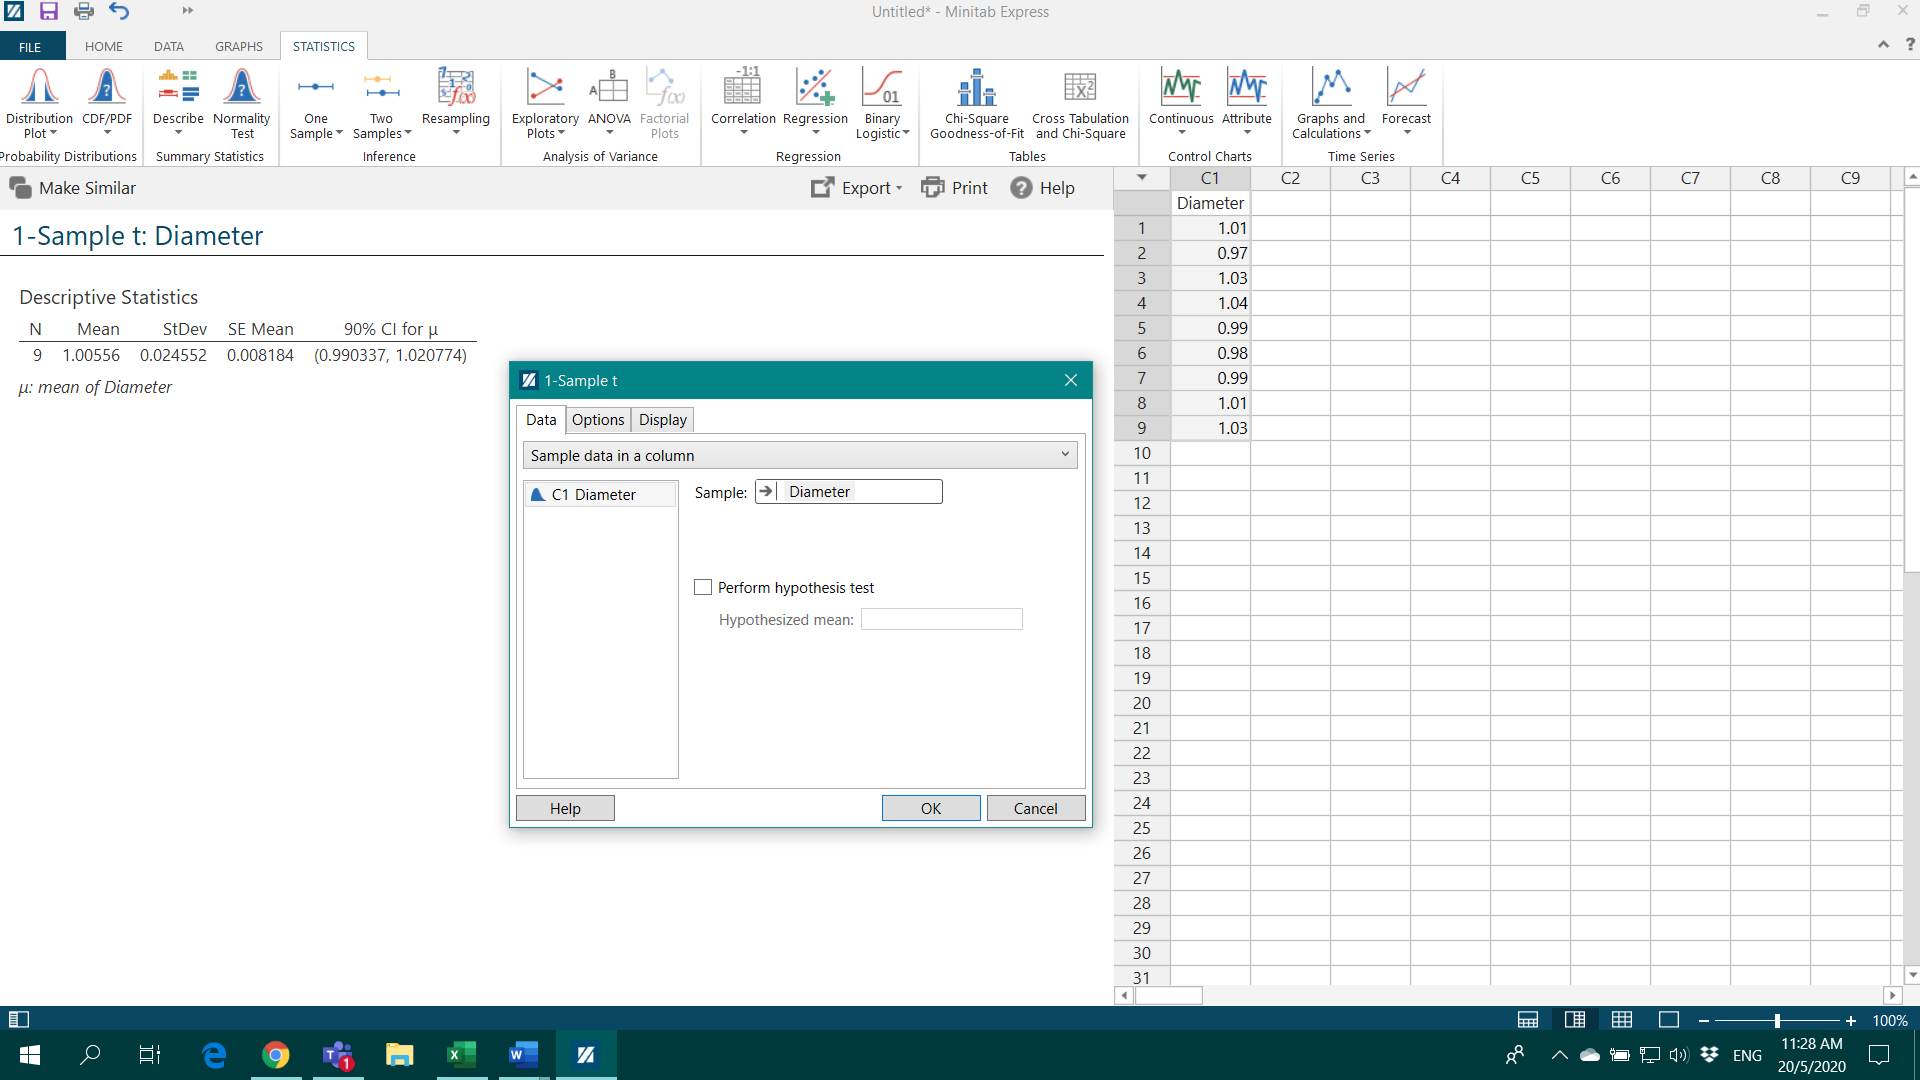 Untitled* - Minitab Express
FILE HOME DATA GRAPHS STATISTICS ?
Distribution Plot CDF/PDF Describe Normality Test One Sample Two Samples Resampling Exploratory Plots ANOVA Factorial Plots Correlation Regression Binary Logistic Chi-Square Goodness-of-Fit Cross Tabulation and Chi-Square Continuous Attribute Graphs and Calculations Forecast
Probability Distributions Summary Statistics Inference Analysis of Variance Regression Tables Control Charts Time Series
Make Similar Export Print Help
1-Sample t: Diameter
Descriptive Statistics
N Mean StDev SE Mean 90% CI for μ
9 1.00556 0.024552 0.008184 (0.990337, 1.020774)
μ: mean of Diameter
1-Sample t
Data Options Display
Sample data in a column
C1 Diameter
Sample: Diameter
Perform hypothesis test
Hypothesized mean:
Help OK Cancel
C1 C2 C3 C4 C5 C6 C7 C8 C9
Diameter
1 1.01
2 0.97
3 1.03
4 1.04
5 0.99
6 0.98
7 0.99
8 1.01
9 1.03
10
11
12
13
14
15
16
17
18
19
20
21
22
23
24
25
26
27
28
29
30
31
100%
1
ENG
11:28 AM
20/5/2020